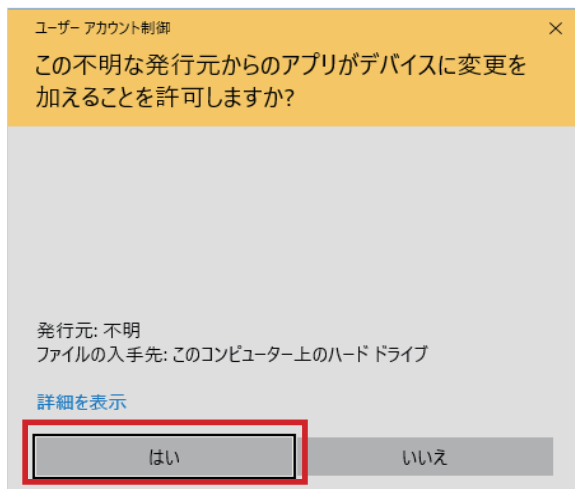 ユーザー アカウント制御
この不明な発行元からのアプリがデバイスに変更を
加えることを許可しますか?
発行元: 不明
ファイルの入手先: このコンピューター上のハード ドライブ
詳細を表示
はい
いいえ